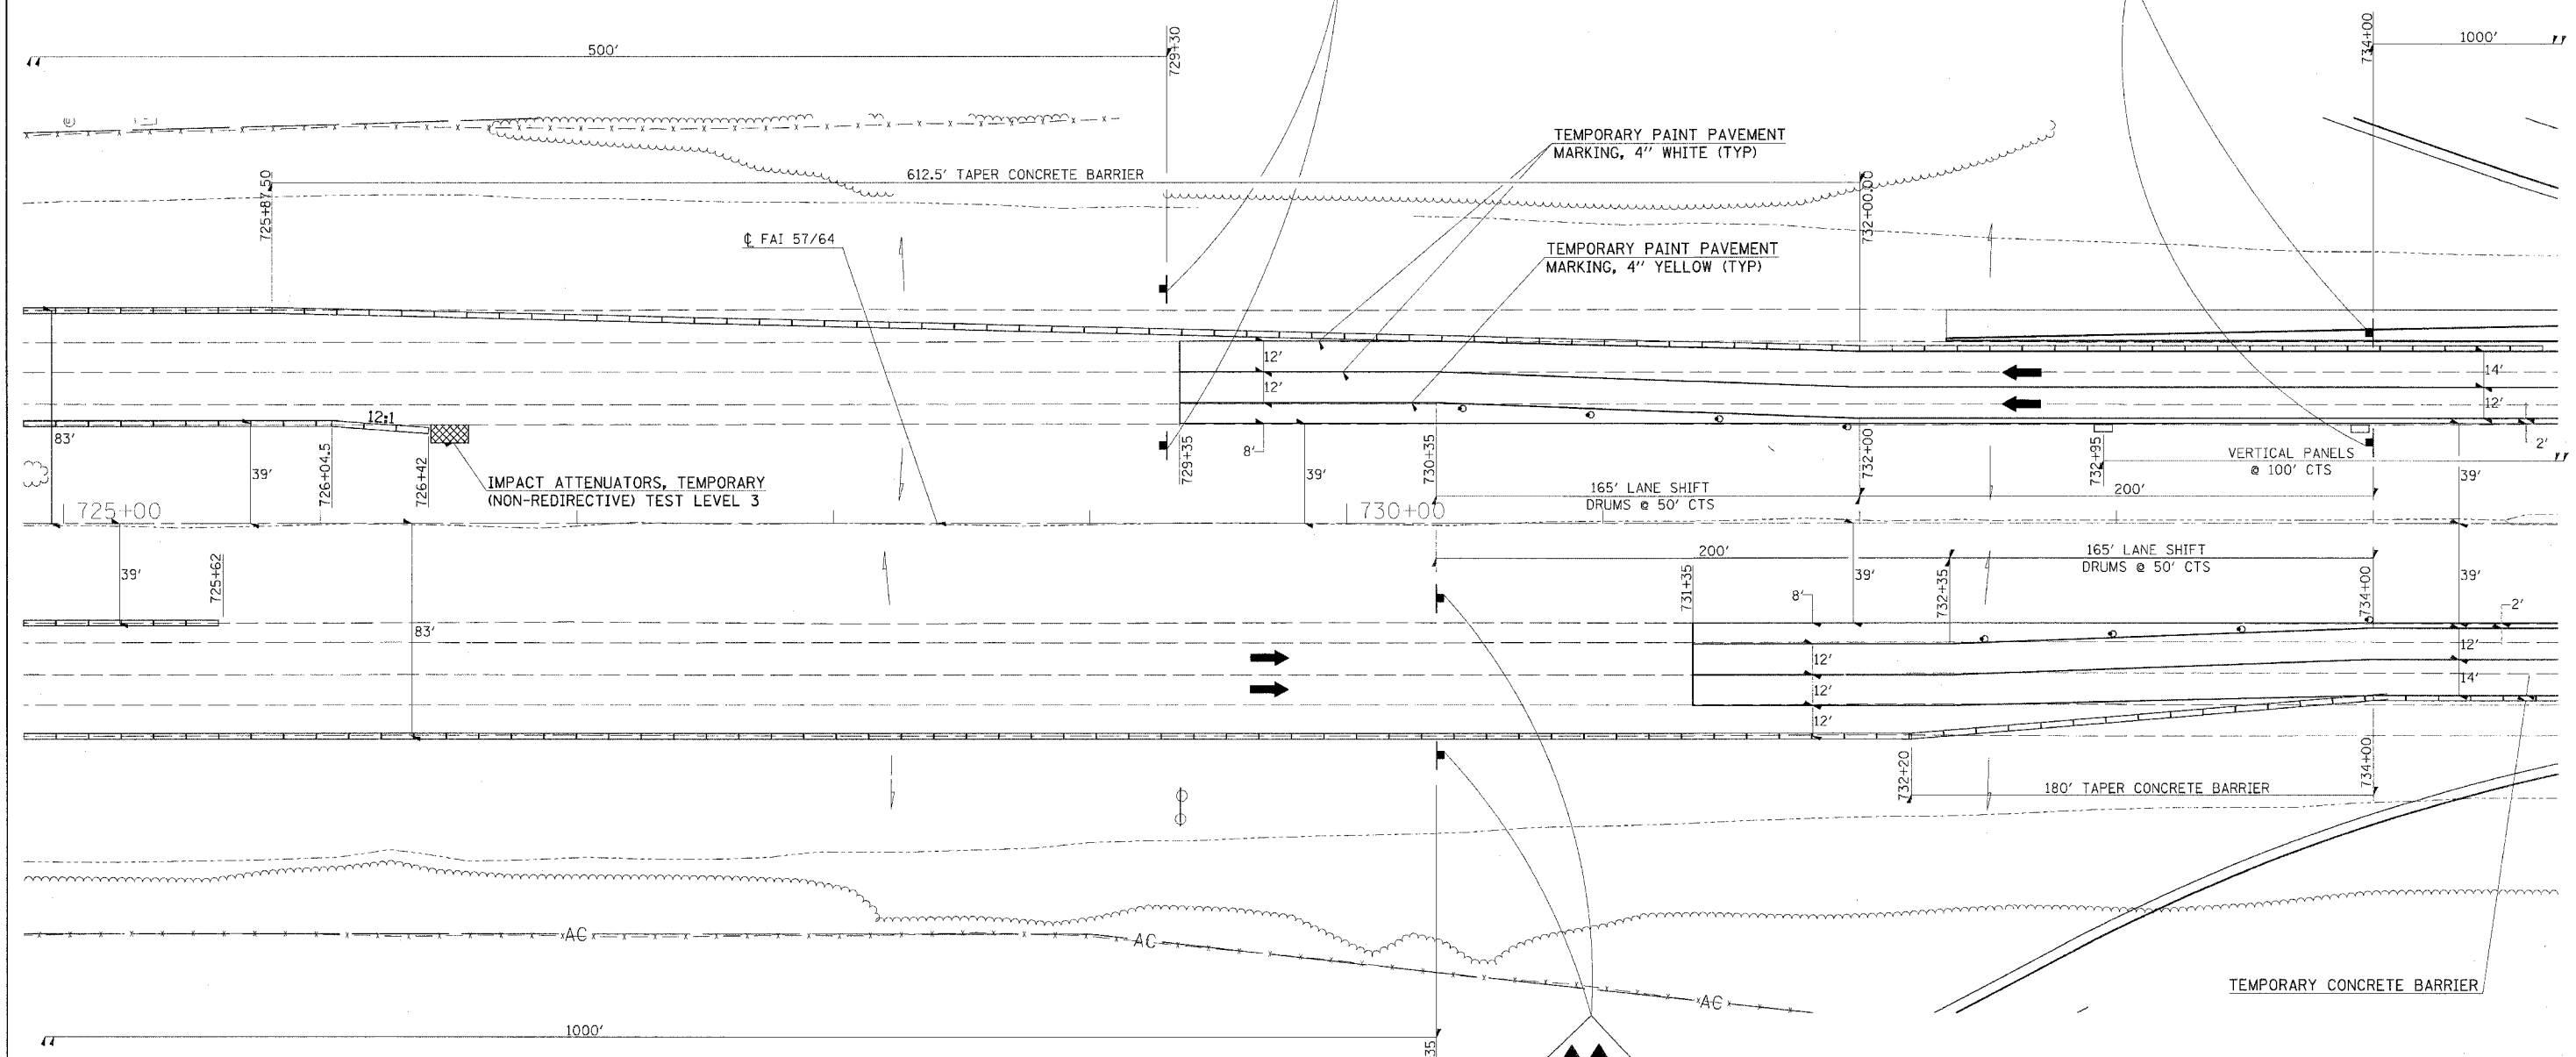 500'
729+30
734+00
1000'
TEMPORARY PAINT PAVEMENT
MARKING, 4" WHITE (TYP)
612.5' TAPER CONCRETE BARRIER
725+87.50
732+00.00
℄ FAI 57/64
TEMPORARY PAINT PAVEMENT
MARKING, 4" YELLOW (TYP)
12'
12'
14'
12'
12:1
83'
39'
726+04.5
726+42
IMPACT ATTENUATORS, TEMPORARY
(NON-REDIRECTIVE) TEST LEVEL 3
729+35
8'
39'
730+35
732+00
732+95
VERTICAL PANELS
@ 100' CTS
2'
39'
165' LANE SHIFT
DRUMS @ 50' CTS
200'
725+00
730+00
39'
725+62
200'
165' LANE SHIFT
DRUMS @ 50' CTS
731+35
8'
39'
732+35
734+00
39'
2'
83'
12'
12'
12'
12'
14'
732+20
180' TAPER CONCRETE BARRIER
734+00
AC
AC
AC
TEMPORARY CONCRETE BARRIER
1000'
35